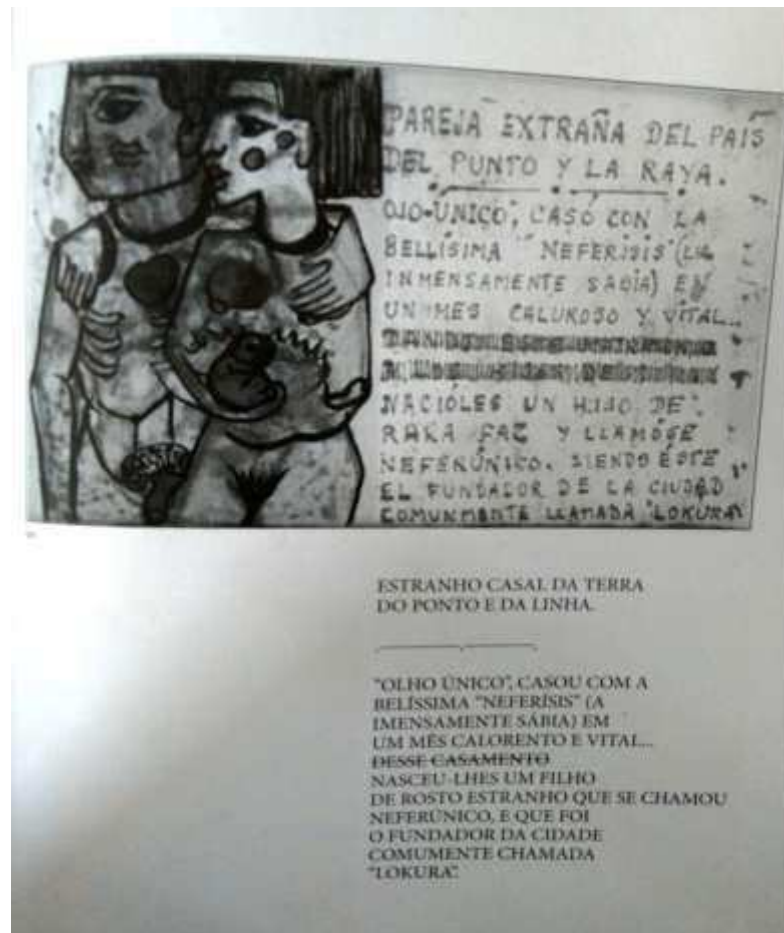 PAREJA EXTRAÑA DEL PAIS
DEL PUNTO Y LA RAYA.
OJO-UNICO", CASÓ CON LA
BELLÍSIMA "NEFERISIS" (LA
INMENSAMENTE SADÍA) EN
UN MES CALUROSO Y VITAL..
NACIÓLES UN HIJO DE
RARA FAZ Y LLAMÓSE
NEFERÚNICO. SIENDO ÉSTE
EL FUNDADOR DE LA CIUDAD
COMUNMENTE LLAMADA "LOKURA"
ESTRANHO CASAL DA TERRA
DO PONTO E DA LINHA.
"OLHO ÚNICO", CASOU COM A
BELÍSSIMA "NEFERÍSIS" (A
IMENSAMENTE SÁBIA) EM
UM MÊS CALORENTO E VITAL...
DESSE CASAMENTO
NASCEU-LHES UM FILHO
DE ROSTO ESTRANHO QUE SE CHAMOU
NEFERÚNICO, E QUE FOI
O FUNDADOR DA CIDADE
COMUMENTE CHAMADA
"LOKURA".